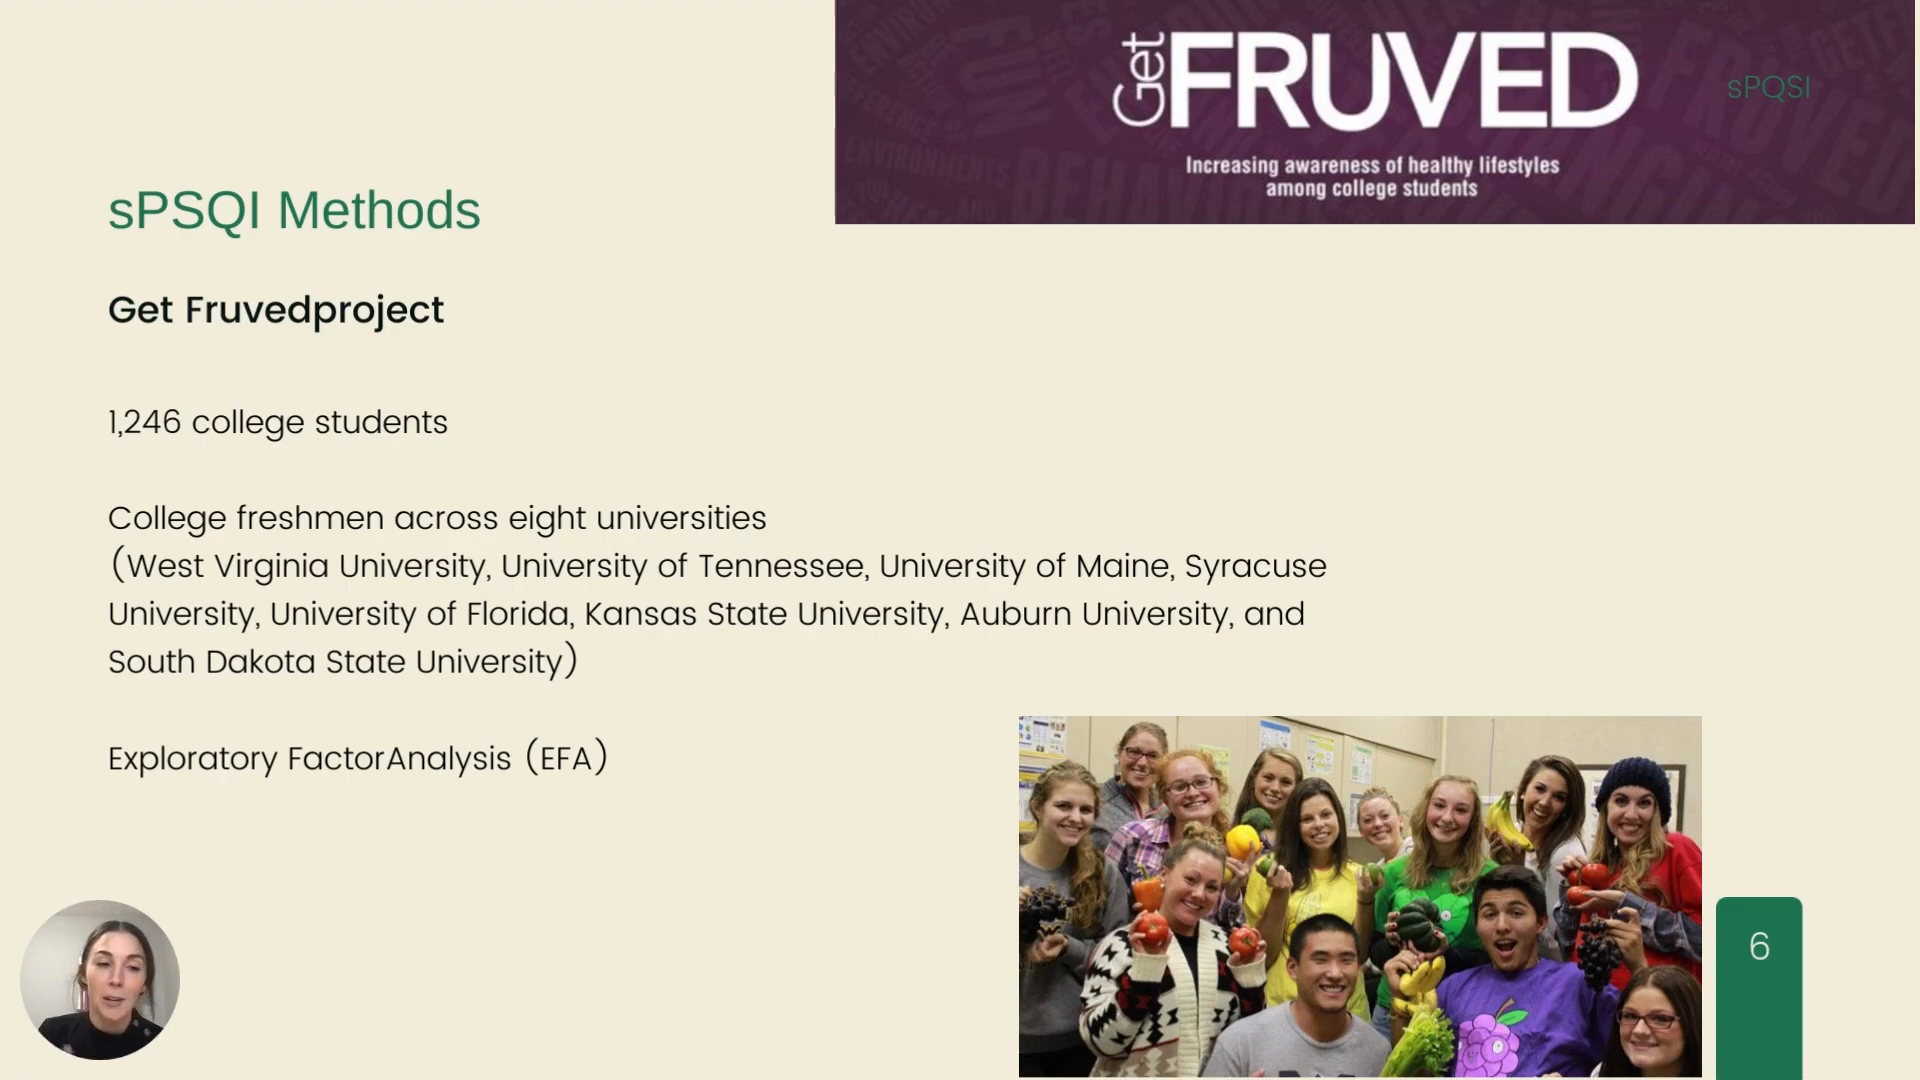 Get FRUVED
Increasing awareness of healthy lifestyles
among college students
sPQSI
sPSQI Methods
Get Fruvedproject
1,246 college students
College freshmen across eight universities
(West Virginia University, University of Tennessee, University of Maine, Syracuse
University, University of Florida, Kansas State University, Auburn University, and
South Dakota State University)
Exploratory FactorAnalysis (EFA)
6